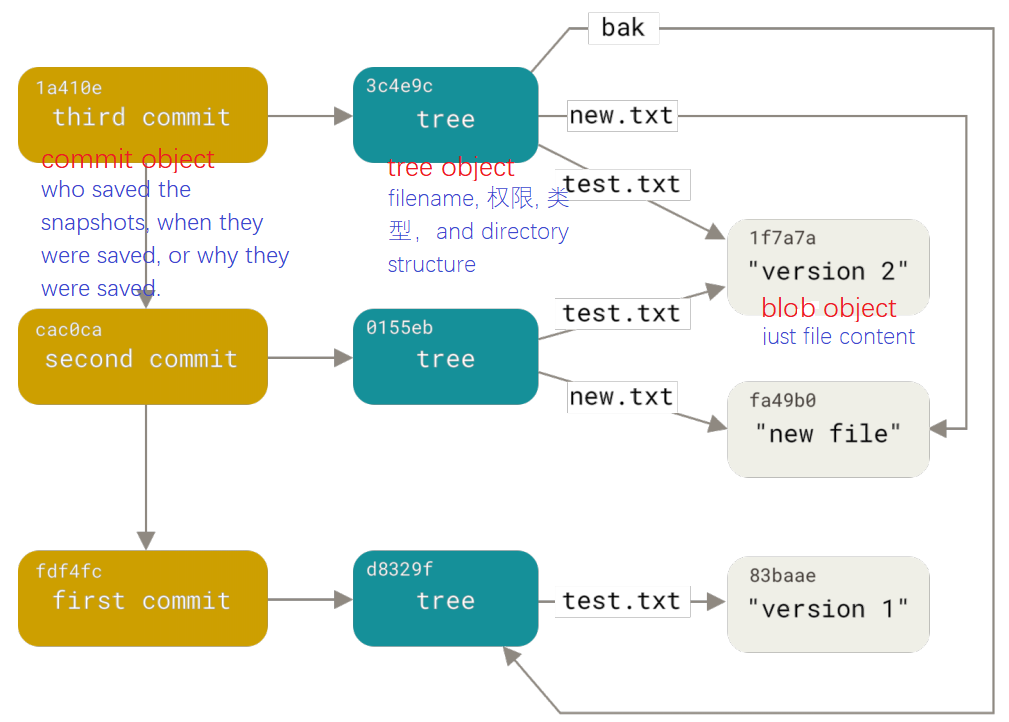 bak
1a410e
third commit
3c4e9c
tree
new.txt
commit object
who saved the
snapshots, when they
were saved, or why they
were saved.
tree object
filename, 权限, 类
型，and directory
structure
test.txt
1f7a7a
"version 2"
blob object
just file content
cac0ca
second commit
0155eb
tree
test.txt
new.txt
fa49b0
"new file"
fdf4fc
first commit
d8329f
tree
test.txt
83baae
"version 1"